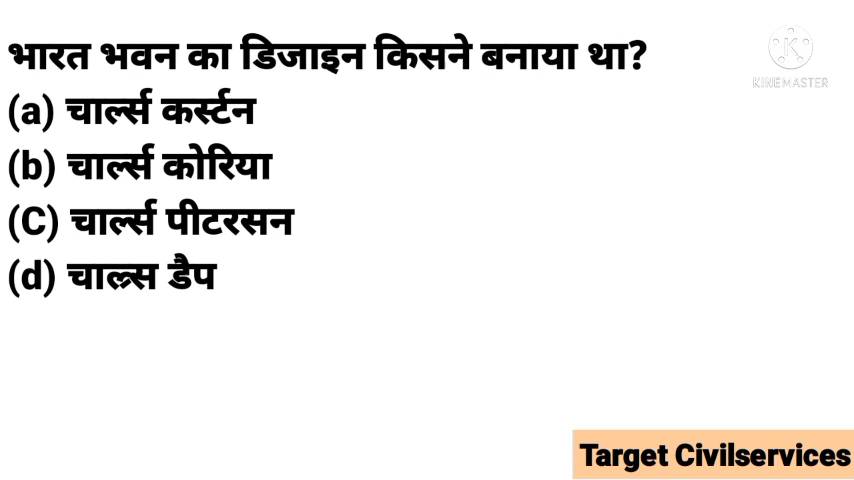 भारत भवन का डिजाइन किसने बनाया था?
(a) चार्ल्स कर्स्टन
(b) चार्ल्स कोरिया
(C) चार्ल्स पीटरसन
(d) चाल्र्स डैप
K
KINEMASTER
Target Civilservices